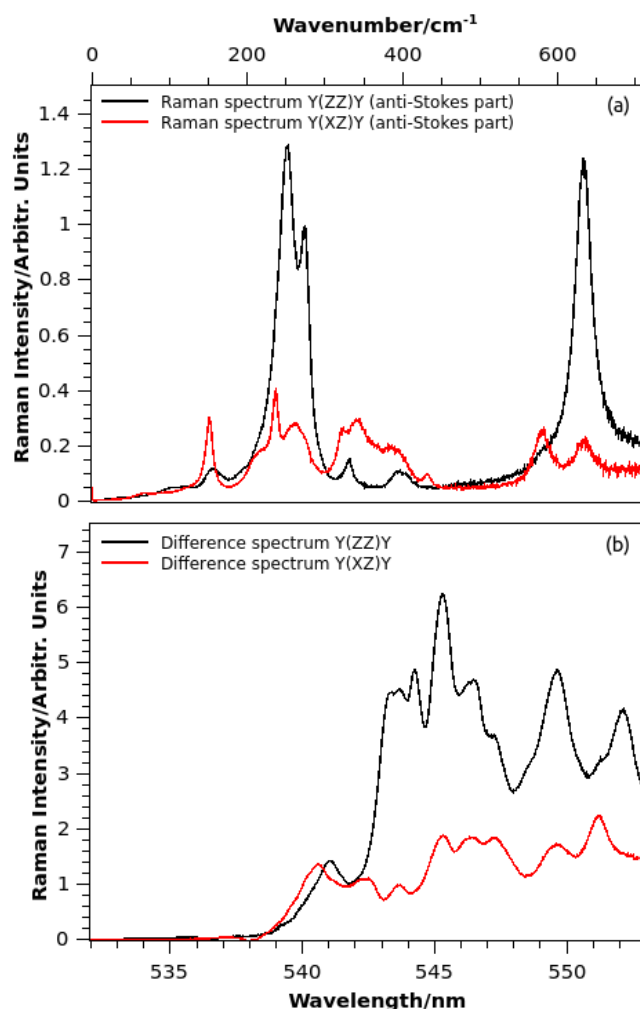 Wavenumber/cm-1
0 200 400 600
Raman spectrum Y(ZZ)Y (anti-Stokes part) (a)
Raman spectrum Y(XZ)Y (anti-Stokes part)
Raman Intensity/Arbitr. Units
1.4
1.2
1
0.8
0.6
0.4
0.2
0
Difference spectrum Y(ZZ)Y (b)
Difference spectrum Y(XZ)Y
Raman Intensity/Arbitr. Units
7
6
5
4
3
2
1
0
535 540 545 550
Wavelength/nm